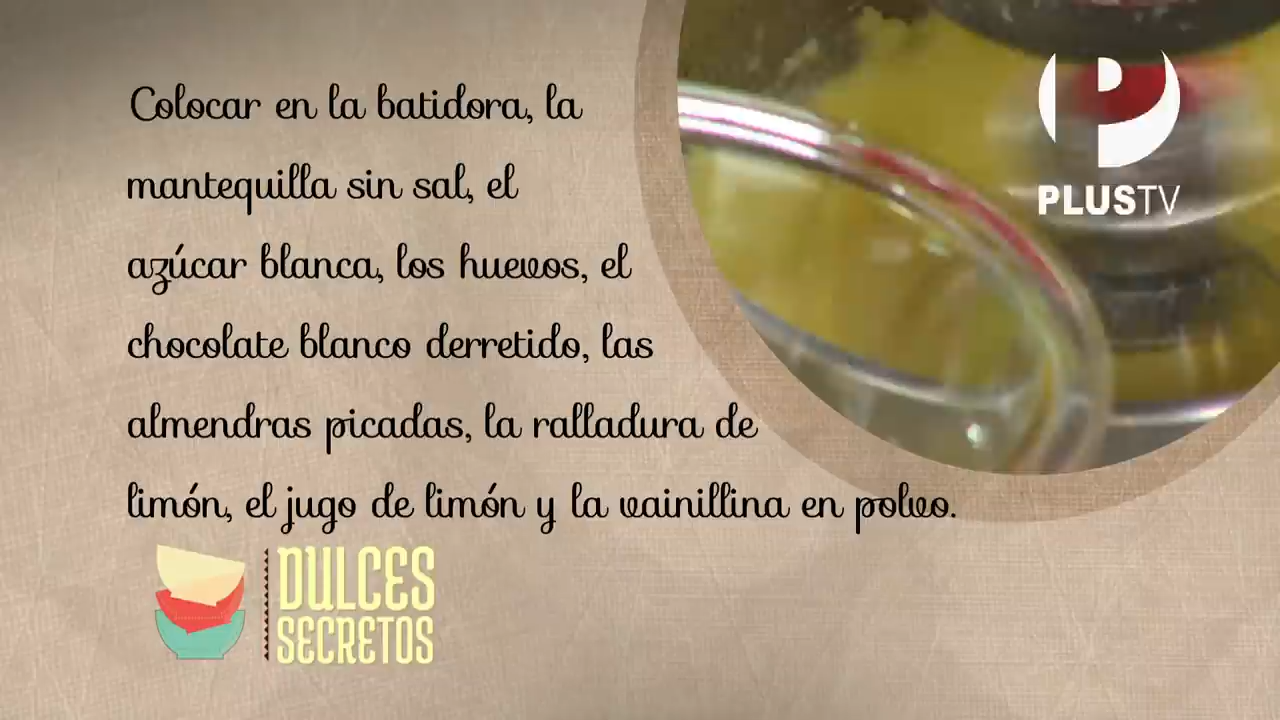 Colocar en la batidora, la
mantequilla sin sal, el
azúcar blanca, los huevos, el
chocolate blanco derretido, las
almendras picadas, la ralladura de
limón, el jugo de limón y la vainillina en polvo.
PLUSTV
DULCES
SECRETOS